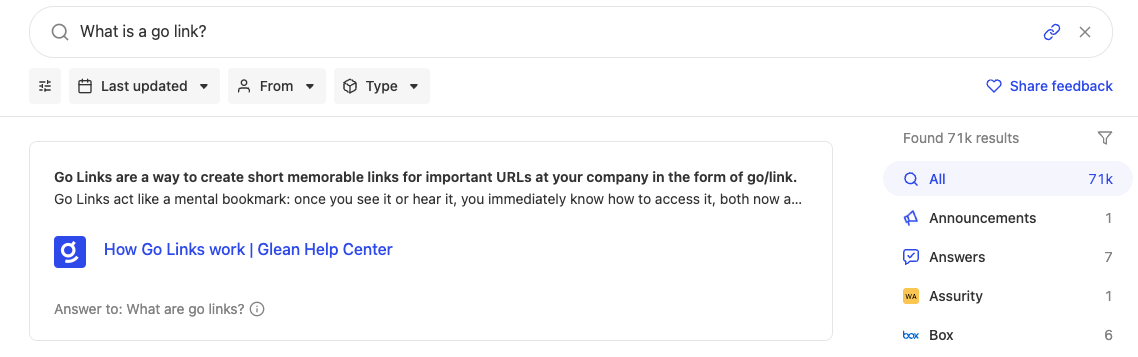 What is a go link?
Last updated
From
Type
Share feedback
Go Links are a way to create short memorable links for important URLs at your company in the form of go/link.
Go Links act like a mental bookmark: once you see it or hear it, you immediately know how to access it, both now a...
How Go Links work | Glean Help Center
Answer to: What are go links?
Found 71k results
All 71k
Announcements 1
Answers 7
WA Assurity 1
box Box 6